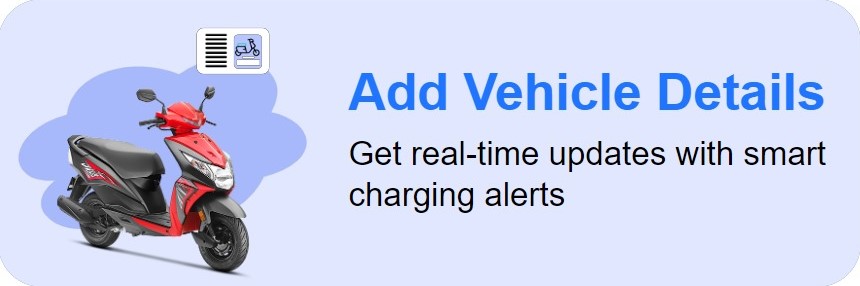 Add Vehicle Details
Get real-time updates with smart
charging alerts